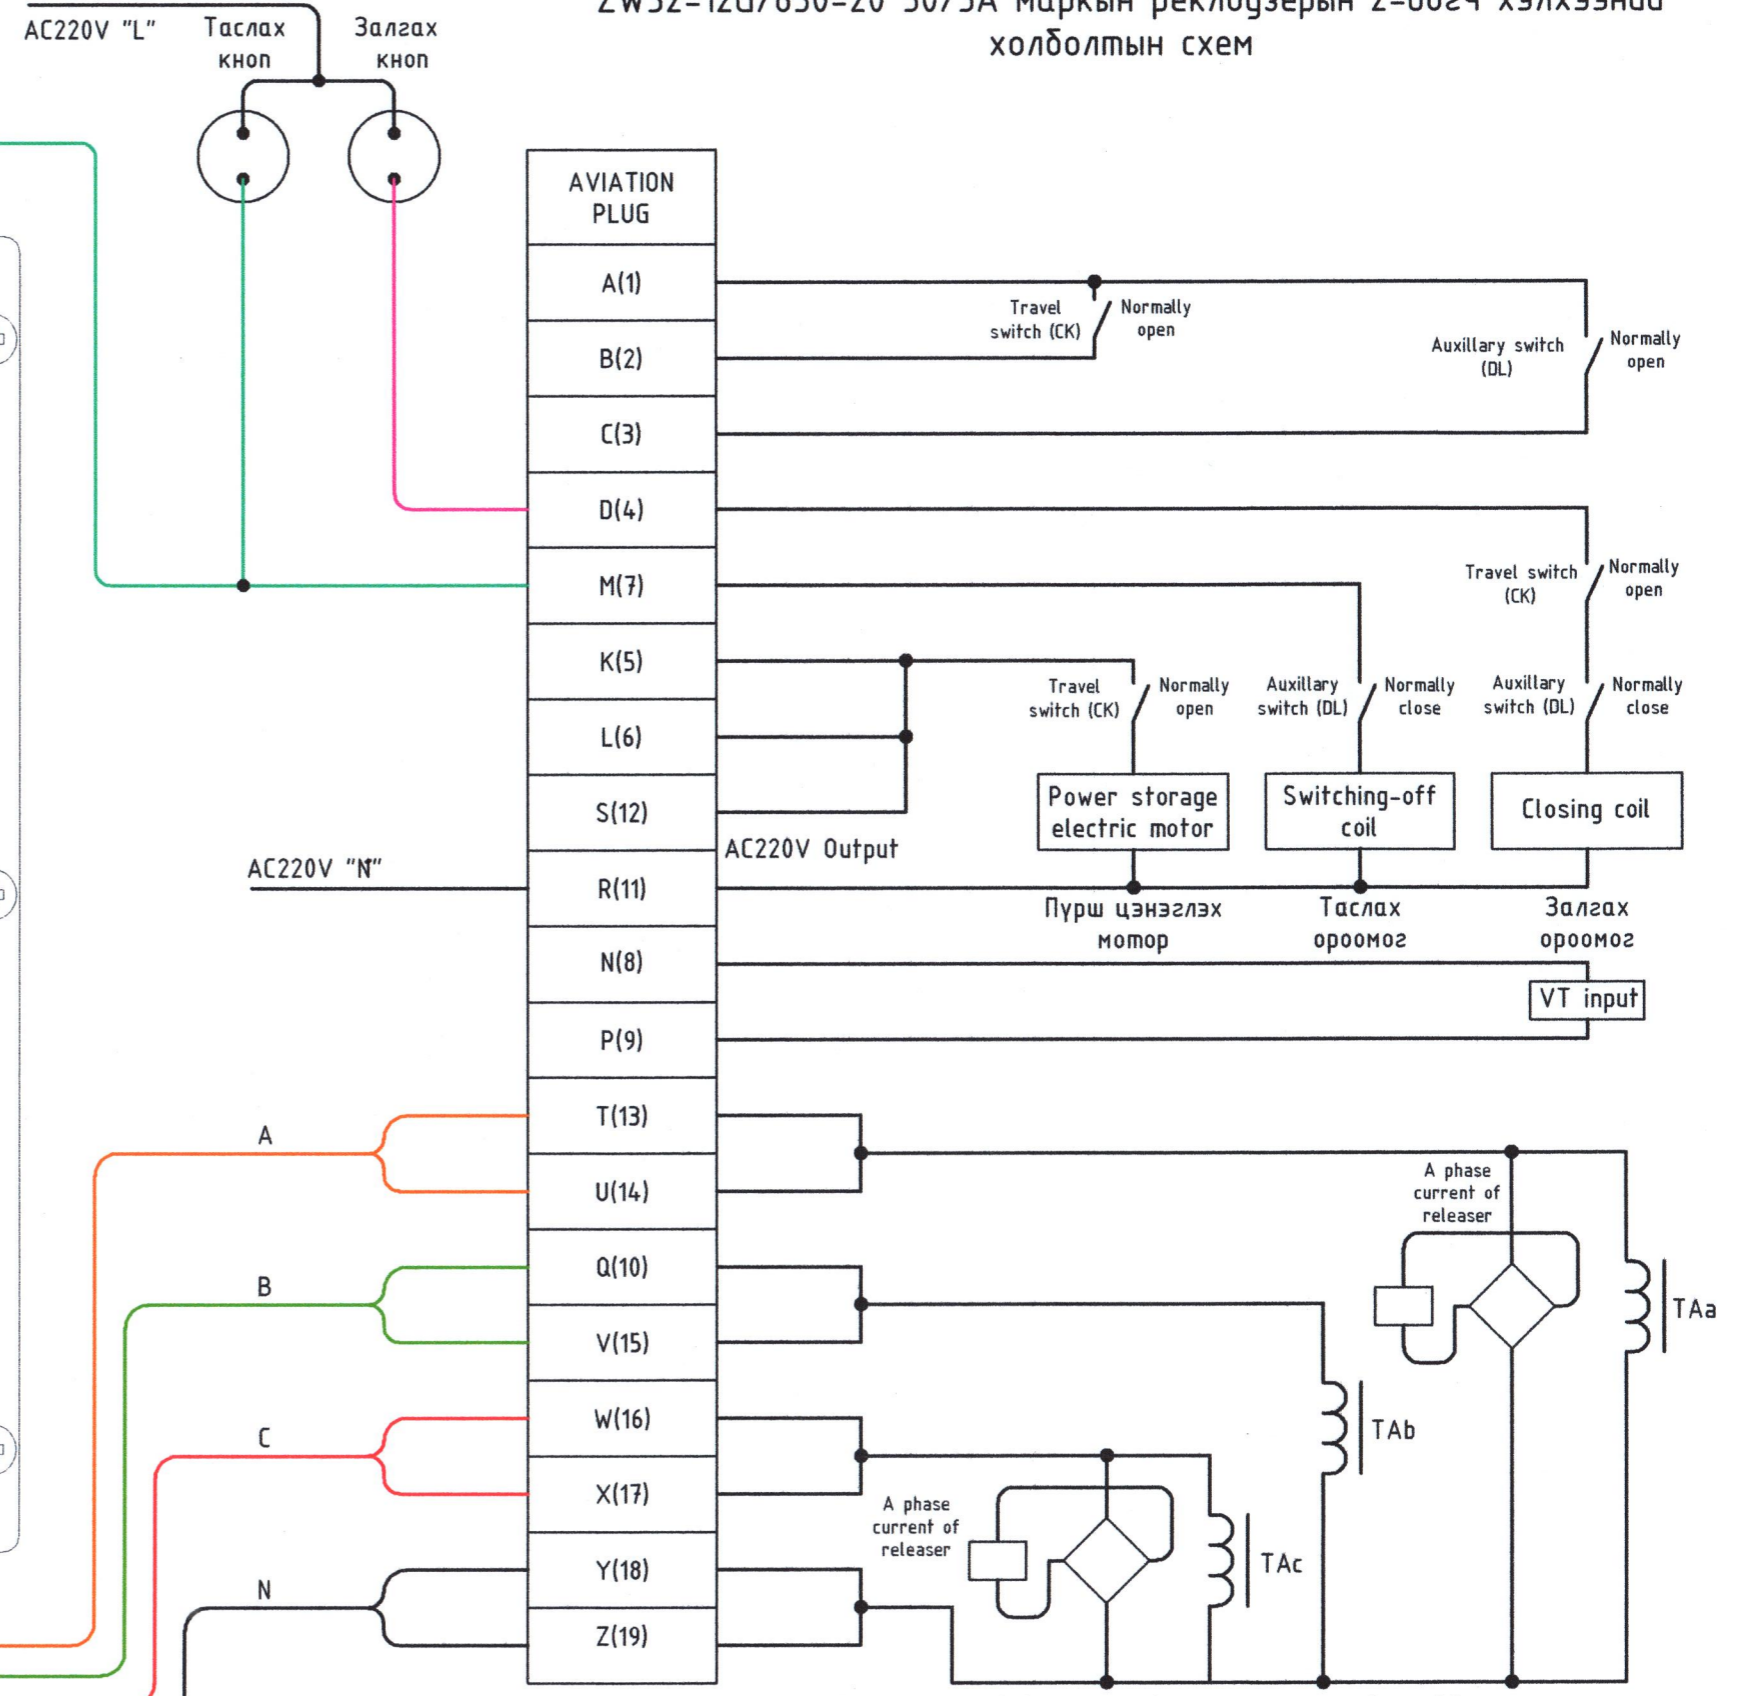 холболтын схем
AC220V "L"
Таслах
кноп
Залгах
кноп
AVIATION
PLUG
A(1)
B(2)
C(3)
D(4)
M(7)
K(5)
L(6)
S(12)
R(11)
N(8)
P(9)
T(13)
U(14)
Q(10)
V(15)
W(16)
X(17)
Y(18)
Z(19)
Travel
switch (CK)
Normally
open
Auxillary switch
(DL)
Normally
open
Travel switch
(CK)
Normally
open
Travel
switch (CK)
Normally
open
Auxillary
switch (DL)
Normally
close
Auxillary
switch (DL)
Normally
close
Power storage
electric motor
Switching-off
coil
Closing coil
AC220V Output
AC220V "N"
Пүрш цэнэглэх
мотор
Таслах
ороомог
Залгах
ороомог
VT input
A
B
C
N
A phase
current of
releaser
TAa
TAb
A phase
current of
releaser
TAc